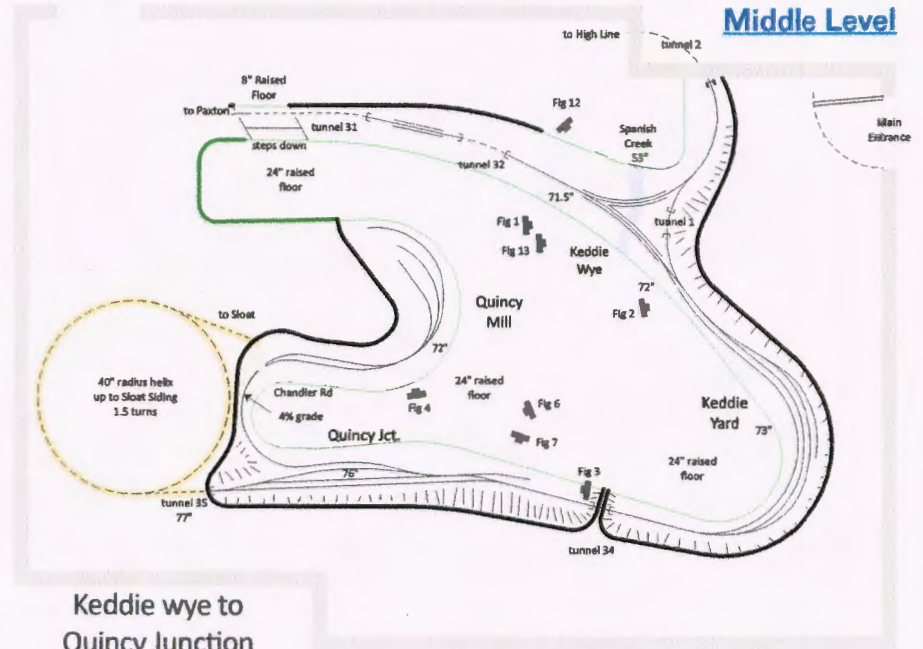 Middle Level
to High Line
tunnel 2
8" Raised
Floor
to Paxton
tunnel 31
steps down
24" raised
floor
Fig 12
Spanish
Creek
53"
Main
Entrance
tunnel 32
71.5"
tunnel 1
Fig 1
Fig 13
Keddie
Wye
72"
Fig 2
Quincy
Mill
to Sloat
72"
40" radius helix
up to Sloat Siding
1.5 turns
Chandler Rd
4% grade
24" raised
floor
Fig 4
Fig 6
Fig 7
Keddie
Yard
73"
Quincy Jct.
76"
Fig 3
24" raised
floor
tunnel 35
77"
tunnel 34
Keddie wye to
Quincy Junction